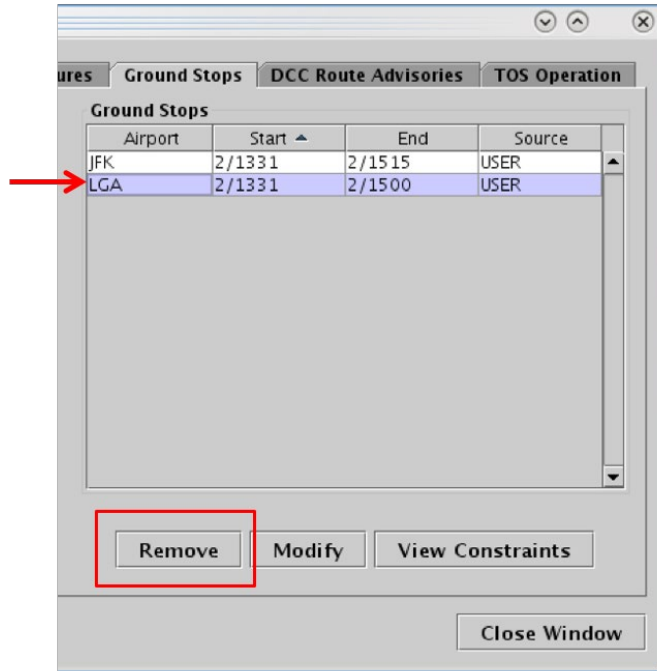 ures Ground Stops DCC Route Advisories TOS Operation
Ground Stops
Airport Start End Source
JFK 2/1331 2/1515 USER
LGA 2/1331 2/1500 USER
Remove Modify View Constraints
Close Window